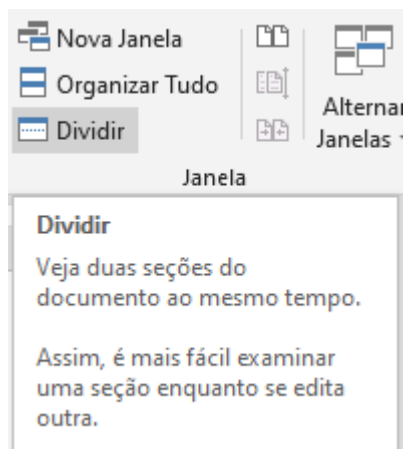 Nova Janela
Organizar Tudo
Dividir
Alternar
Janelas
Janela
Dividir
Veja duas seções do
documento ao mesmo tempo.
Assim, é mais fácil examinar
uma seção enquanto se edita
outra.